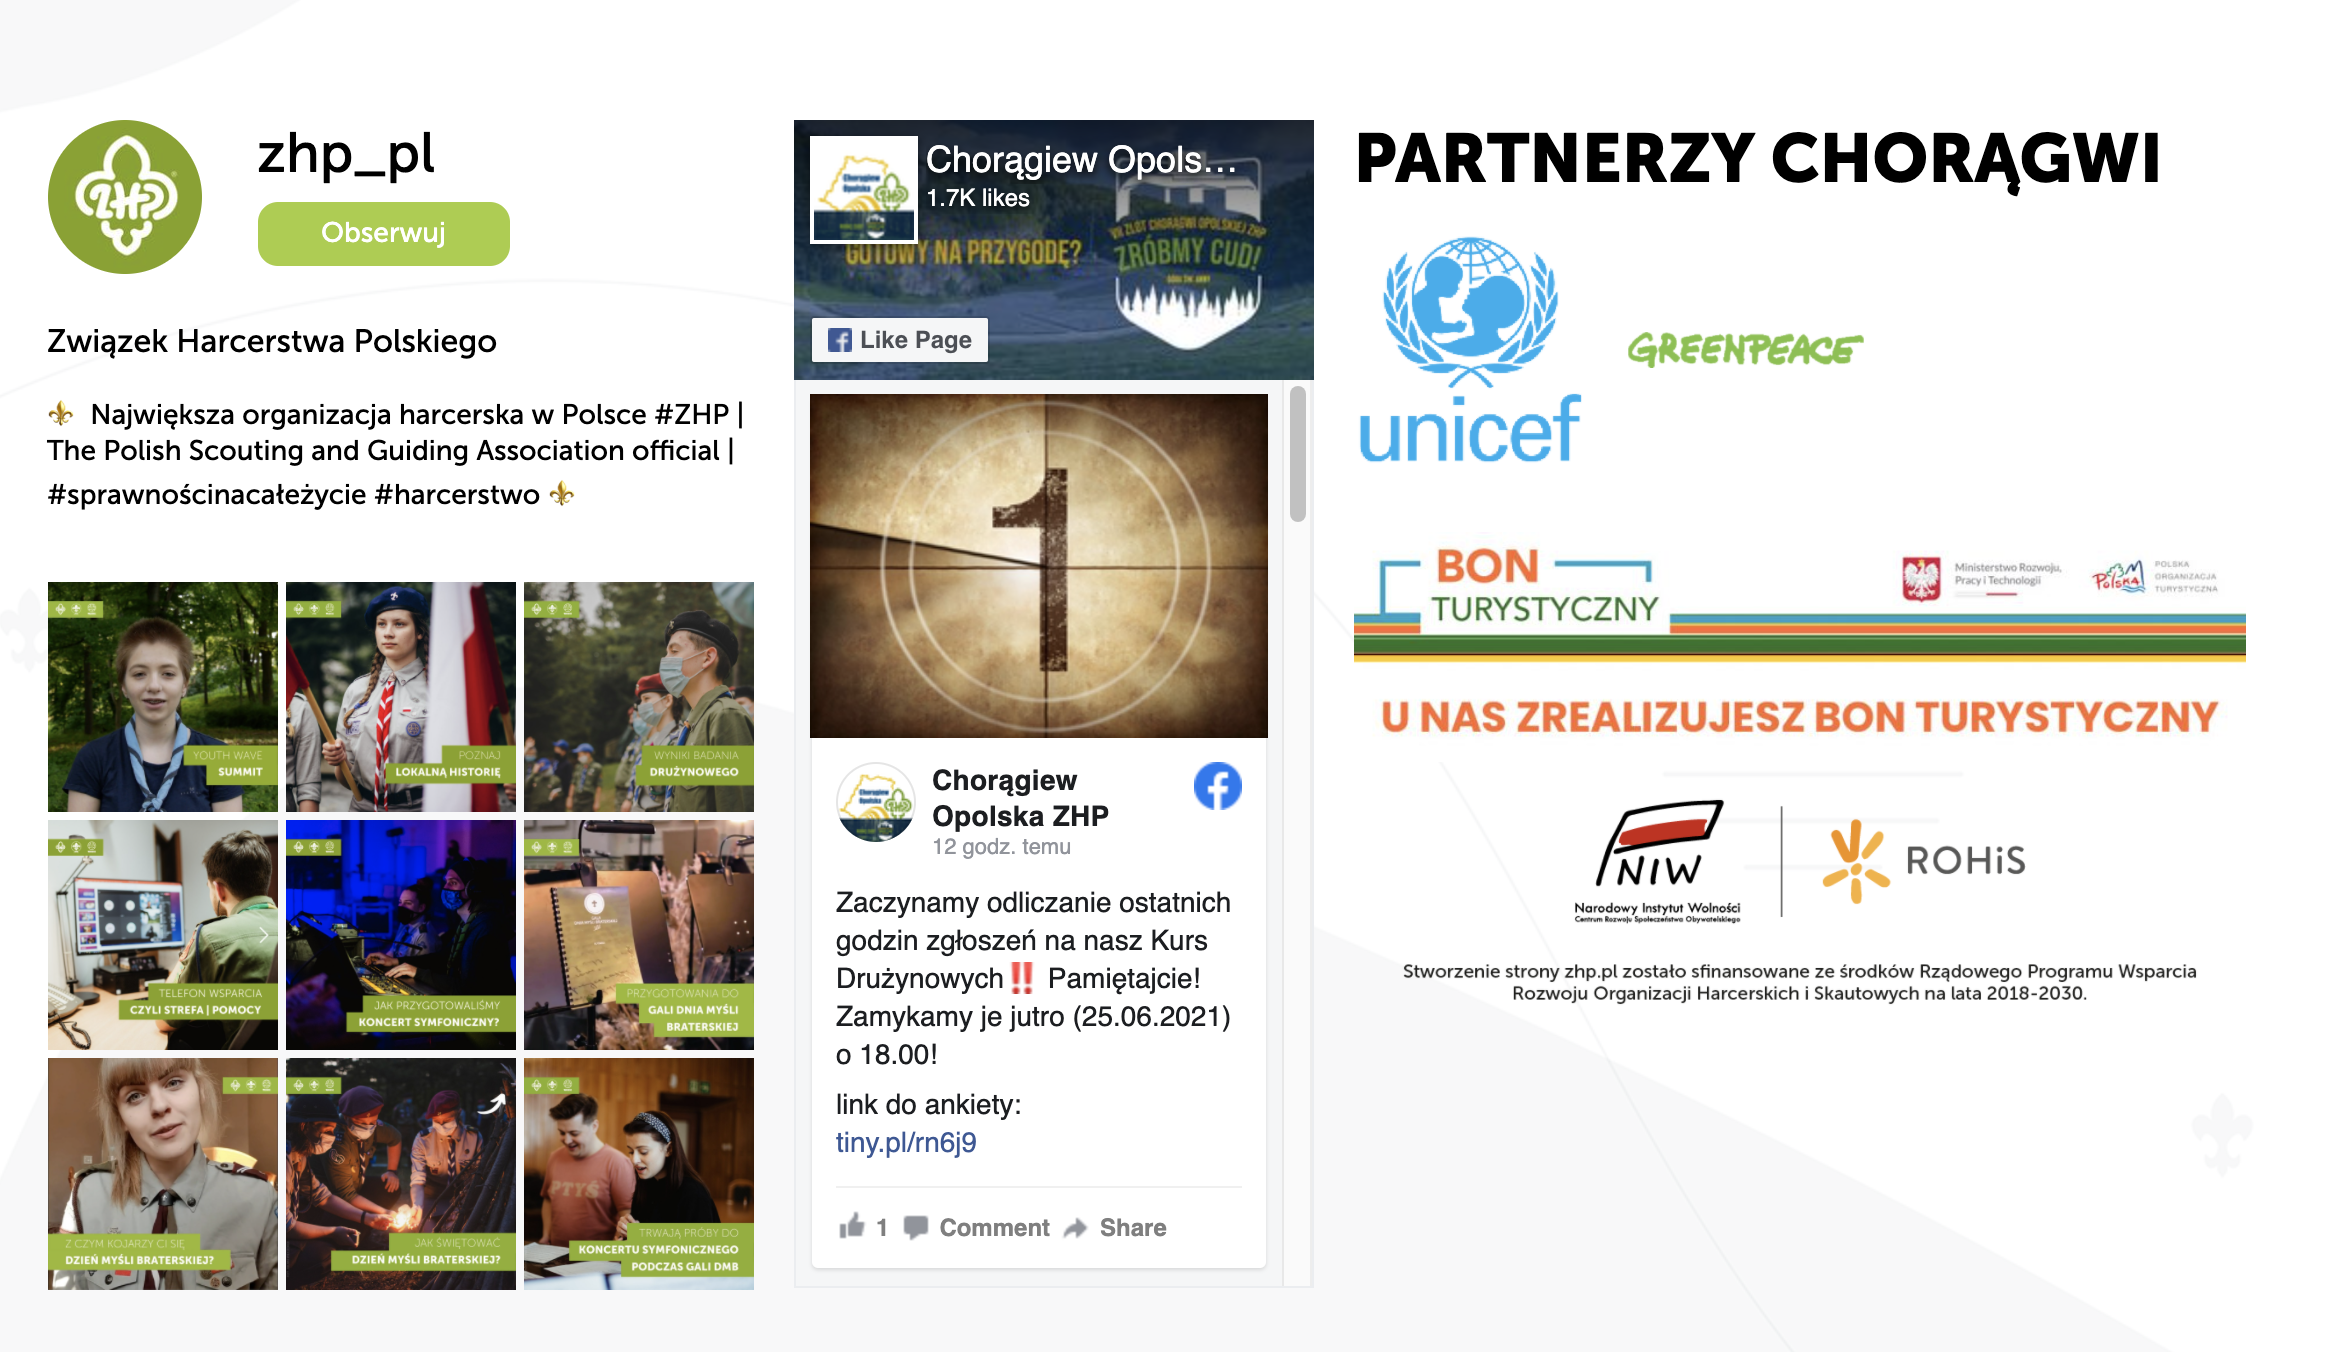 ZHP
zhp_pl
Obserwuj
Związek Harcerstwa Polskiego
Największa organizacja harcerska w Polsce #ZHP |
The Polish Scouting and Guiding Association official |
#sprawnościnacałeżycie #harcerstwo
YOUTH WAVE
SUMMIT
POZNAJ
LOKALNĄ HISTORIĘ
WYNIKI BADANIA
DRUŻYNOWEGO
TELEFON WSPARCIA
CZYLI STREFA | POMOCY
JAK PRZYGOTOWALIŚMY
KONCERT SYMFONICZNY?
PRZYGOTOWANIA DO
GALI DNIA MYŚLI
BRATERSKIEJ
Z CZYM KOJARZY CI SIĘ
DZIEŃ MYŚLI BRATERSKIEJ?
JAK ŚWIĘTOWAĆ
DZIEŃ MYŚLI BRATERSKIEJ?
PTYŚ
TRWAJĄ PRÓBY DO
KONCERTU SYMFONICZNEGO
PODCZAS GALI DMB
Chorągiew
Opolska
Chorągiew Opols...
1.7K likes
GOTOWY NA PRZYGODĘ?
VII ZLOT CHORĄGWI OPOLSKIEJ ZHP
ZRÓBMY CUD!
Like Page
1
Chorągiew
Opolska
Chorągiew
Opolska ZHP
12 godz. temu
Zaczynamy odliczanie ostatnich
godzin zgłoszeń na nasz Kurs
Drużynowych‼️ Pamiętajcie!
Zamykamy je jutro (25.06.2021)
o 18.00!
link do ankiety:
tiny.pl/rn6j9
1 Comment Share
PARTNERZY CHORĄGWI
unicef
GREENPEACE
BON
TURYSTYCZNY
Ministerstwo Rozwoju,
Pracy i Technologii
Polska
POLSKA
ORGANIZACJA
TURYSTYCZNA
U NAS ZREALIZUJESZ BON TURYSTYCZNY
NIW
Narodowy Instytut Wolności
Centrum Rozwoju Społeczeństwa Obywatelskiego
ROHiS
Stworzenie strony zhp.pl zostało sfinansowane ze środków Rządowego Programu Wsparcia
Rozwoju Organizacji Harcerskich i Skautowych na lata 2018-2030.